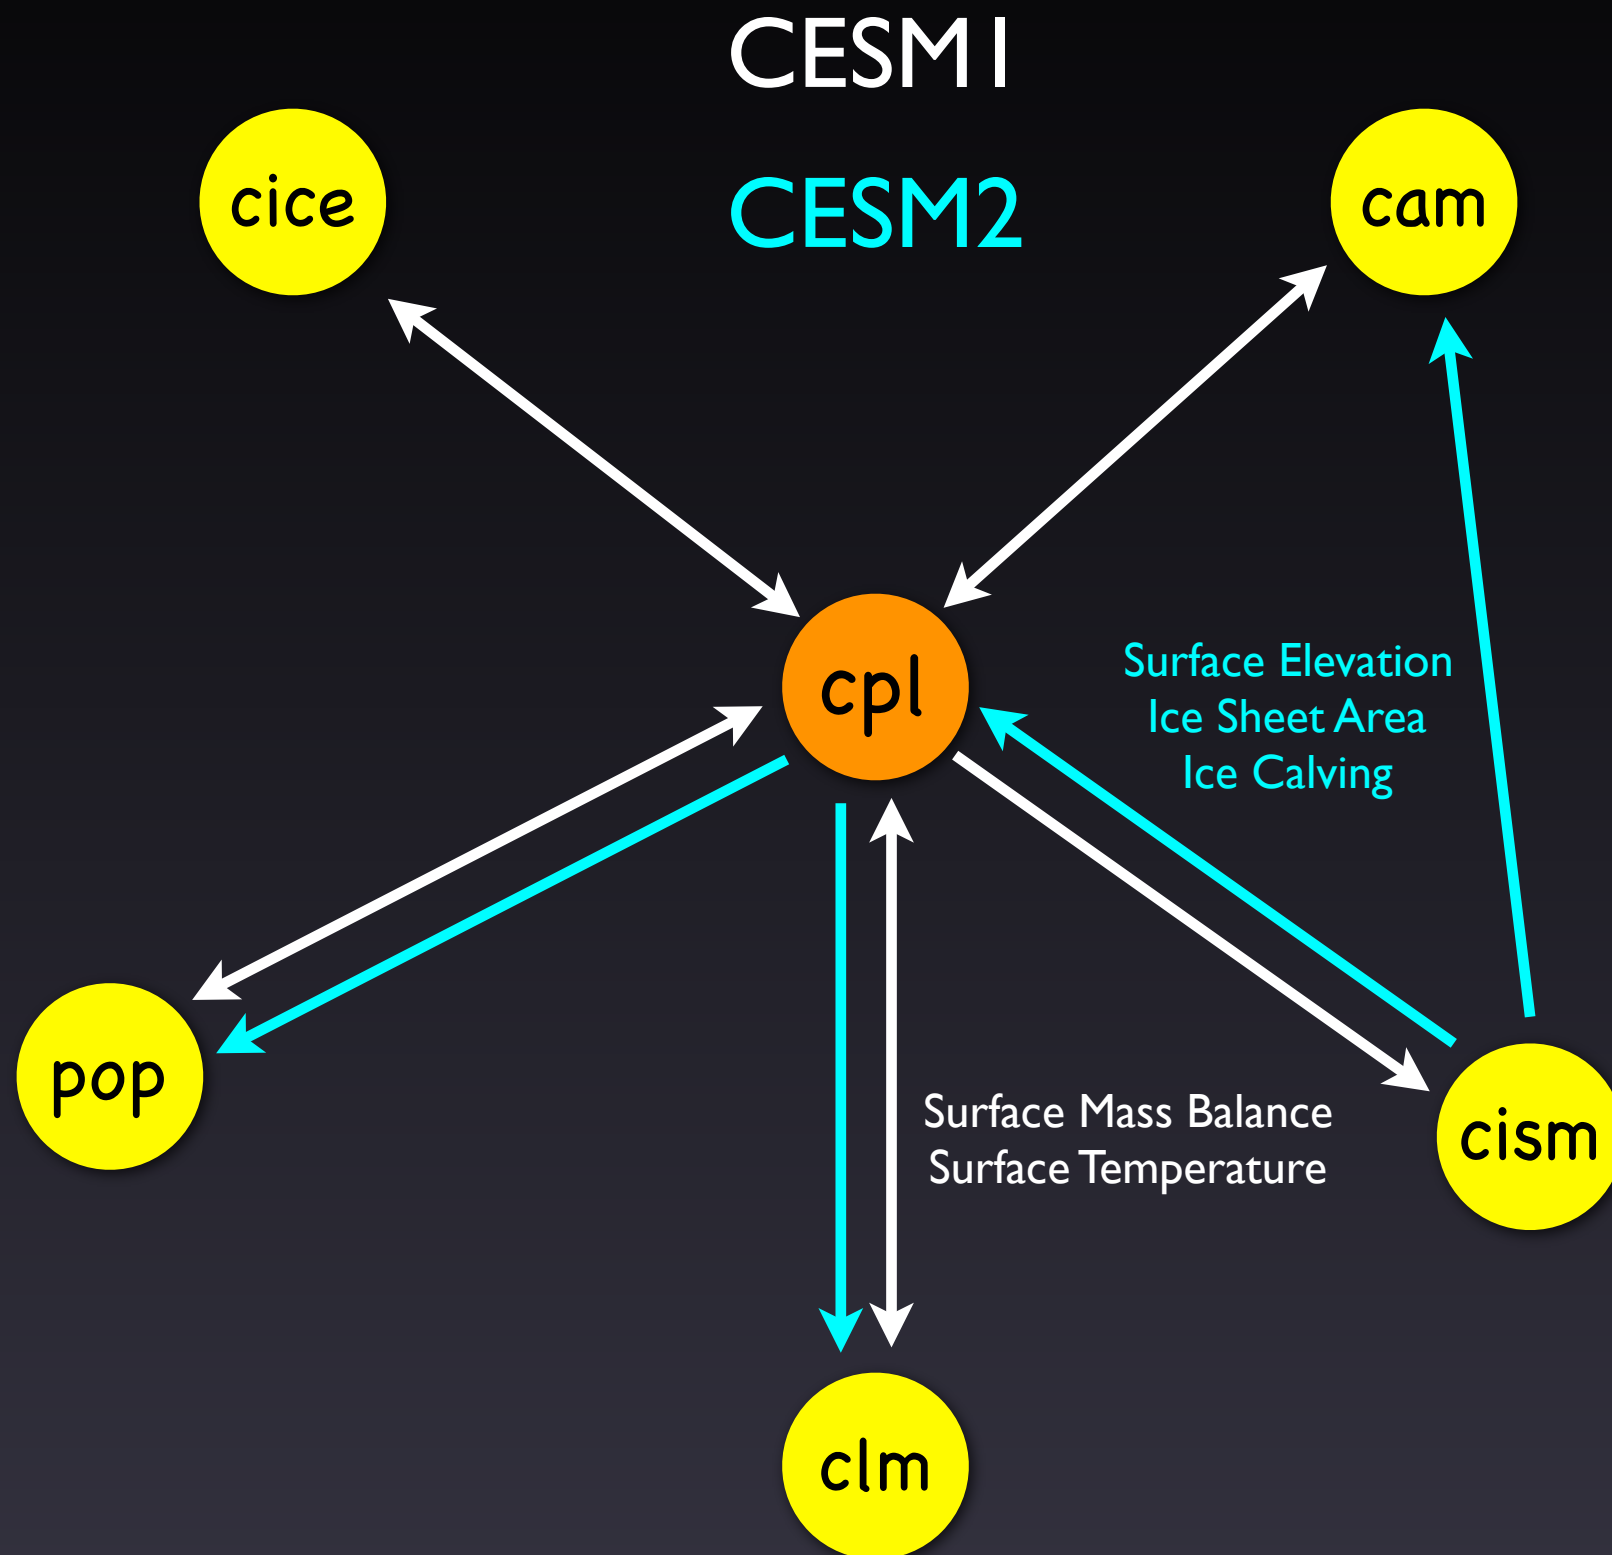 CESM1
CESM2
cice
cam
cpl
Surface Elevation
Ice Sheet Area
Ice Calving
pop
Surface Mass Balance
Surface Temperature
cism
clm